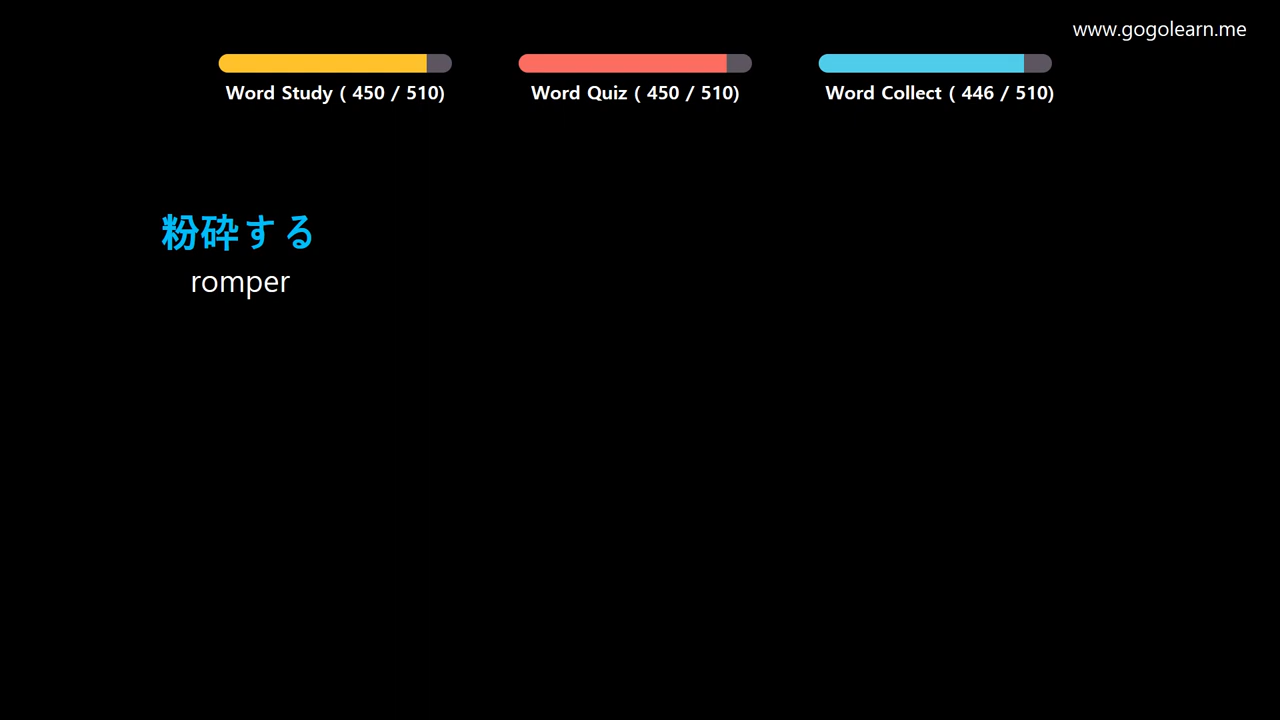 www.gogolearn.me
Word Study ( 450 / 510)
Word Quiz ( 450 / 510)
Word Collect ( 446 / 510)
粉砕する
romper